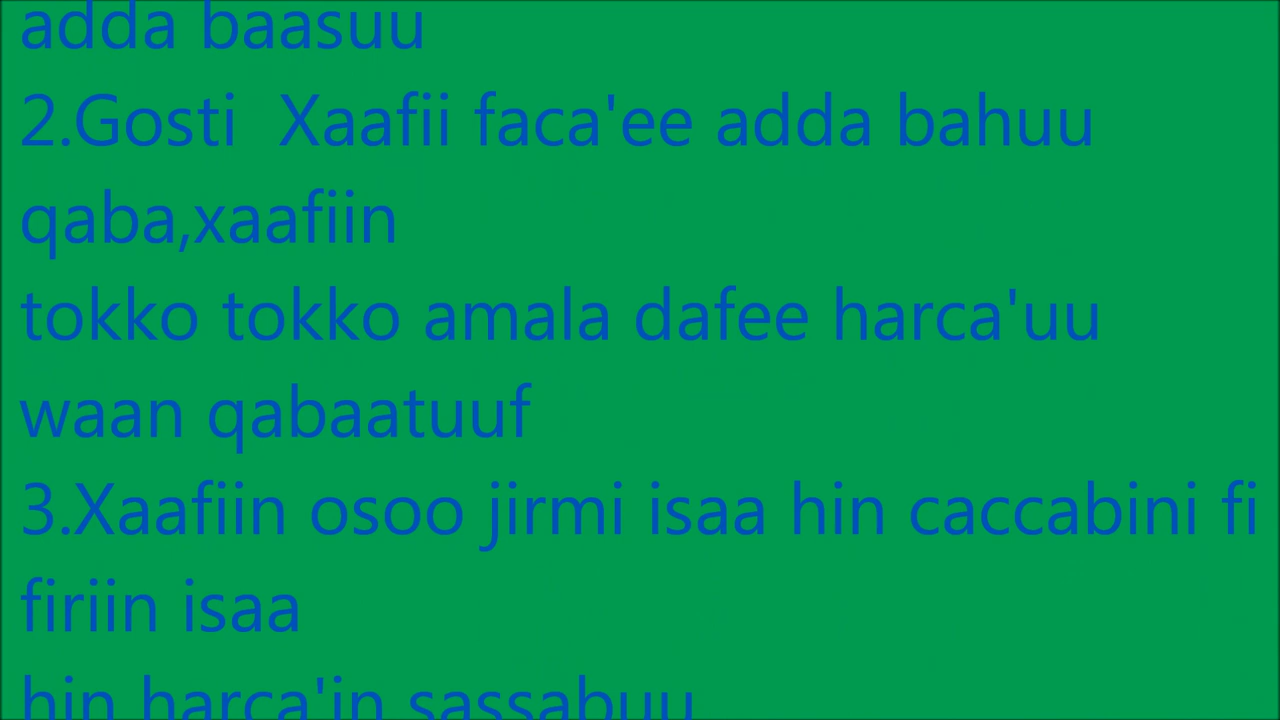 adda baasuu
2.Gosti  Xaafii faca'ee adda bahuu
qaba,xaafiin
tokko tokko amala dafee harca'uu
waan qabaatuuf
3.Xaafiin osoo jirmi isaa hin caccabini fi
firiin isaa
hin harca'in sassabuu